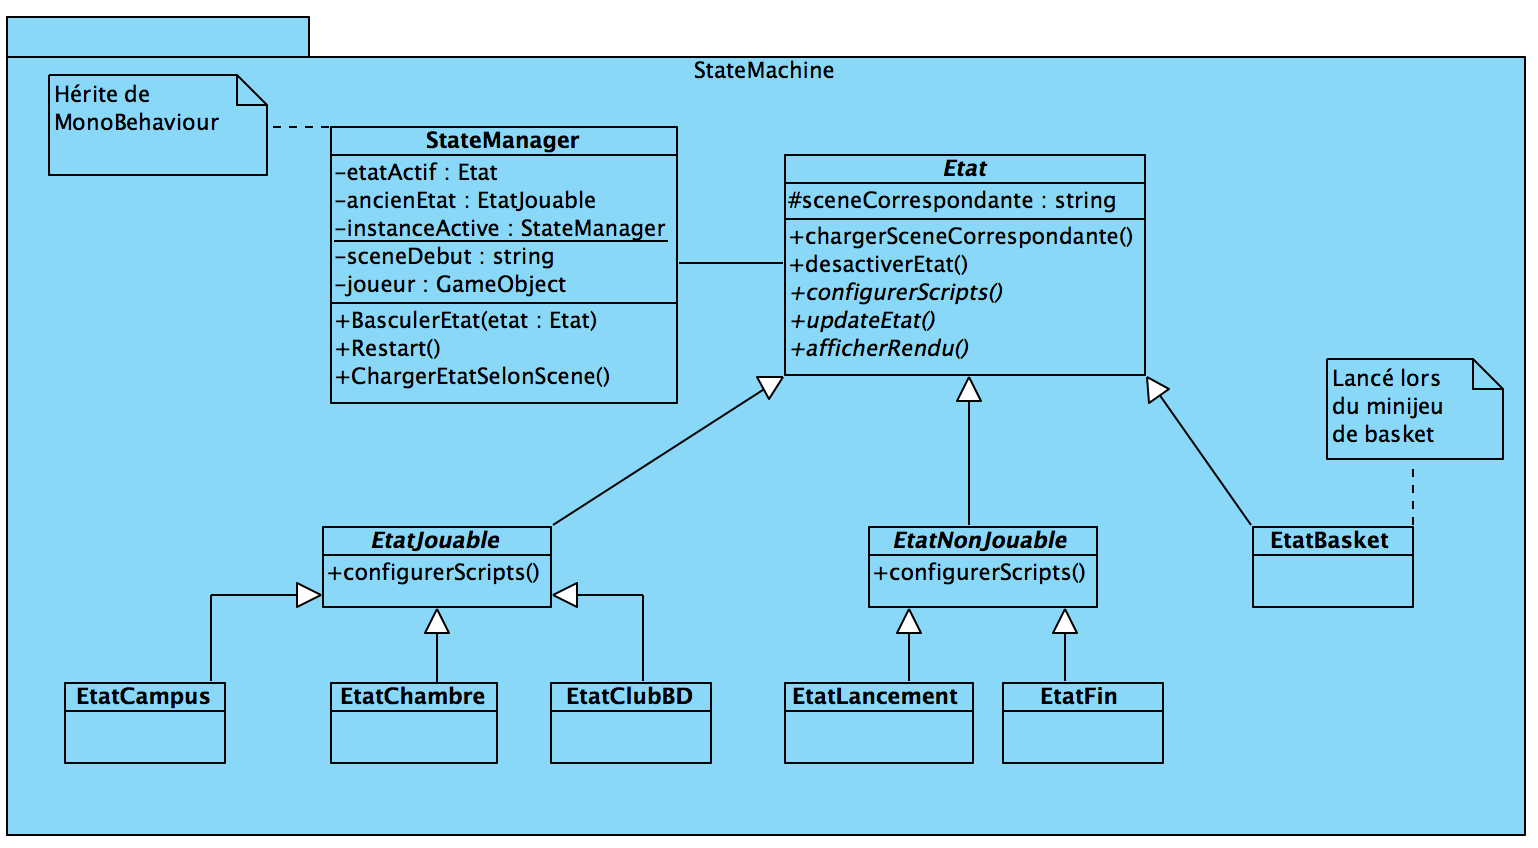 StateMachine
Hérite de
MonoBehaviour
StateManager
-etatActif : Etat
-ancienEtat : EtatJouable
-instanceActive : StateManager
-sceneDebut : string
-joueur : GameObject
+BasculerEtat(etat : Etat)
+Restart()
+ChargerEtatSelonScene()
Etat
#sceneCorrespondante : string
+chargerSceneCorrespondante()
+desactiverEtat()
+configurerScripts()
+updateEtat()
+afficherRendu()
Lancé lors
du minijeu
de basket
EtatJouable
+configurerScripts()
EtatNonJouable
+configurerScripts()
EtatBasket
EtatCampus
EtatChambre
EtatClubBD
EtatLancement
EtatFin